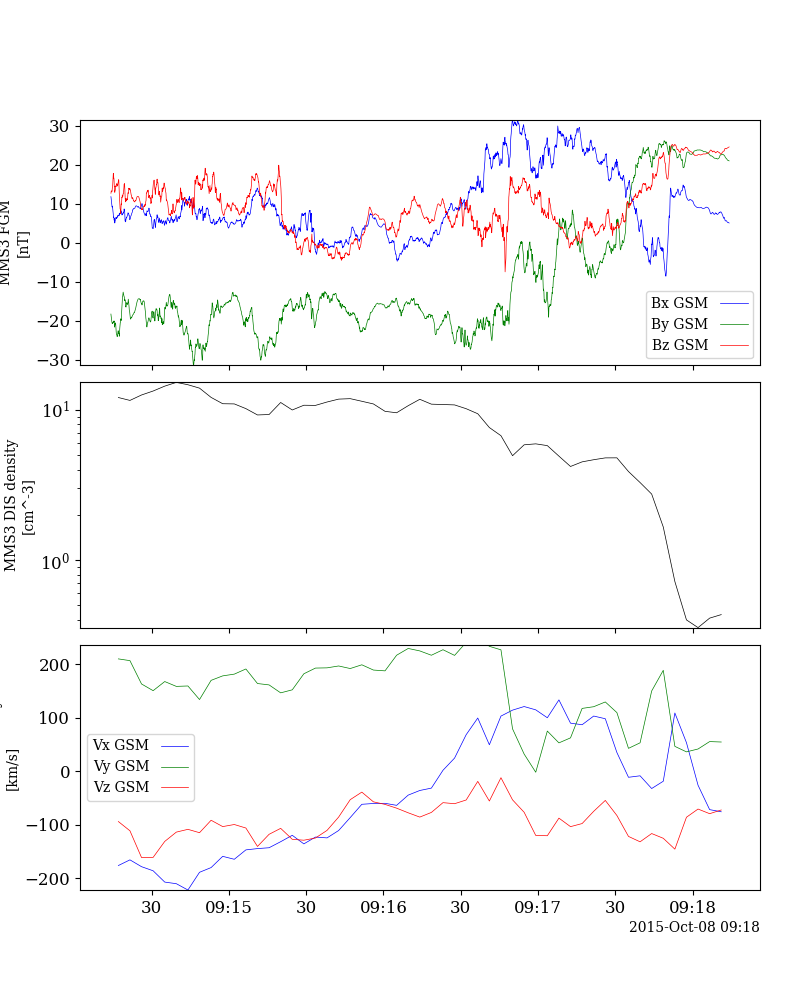 MMS3 FGM
[nT]
30
20
10
0
−10
−20
−30
Bx GSM
By GSM
Bz GSM
MMS3 DIS density
[cm^-3]
10^1
10^0
[km/s]
200
100
0
−100
−200
Vx GSM
Vy GSM
Vz GSM
30 09:15 30 09:16 30 09:17 30 09:18
2015-Oct-08 09:18